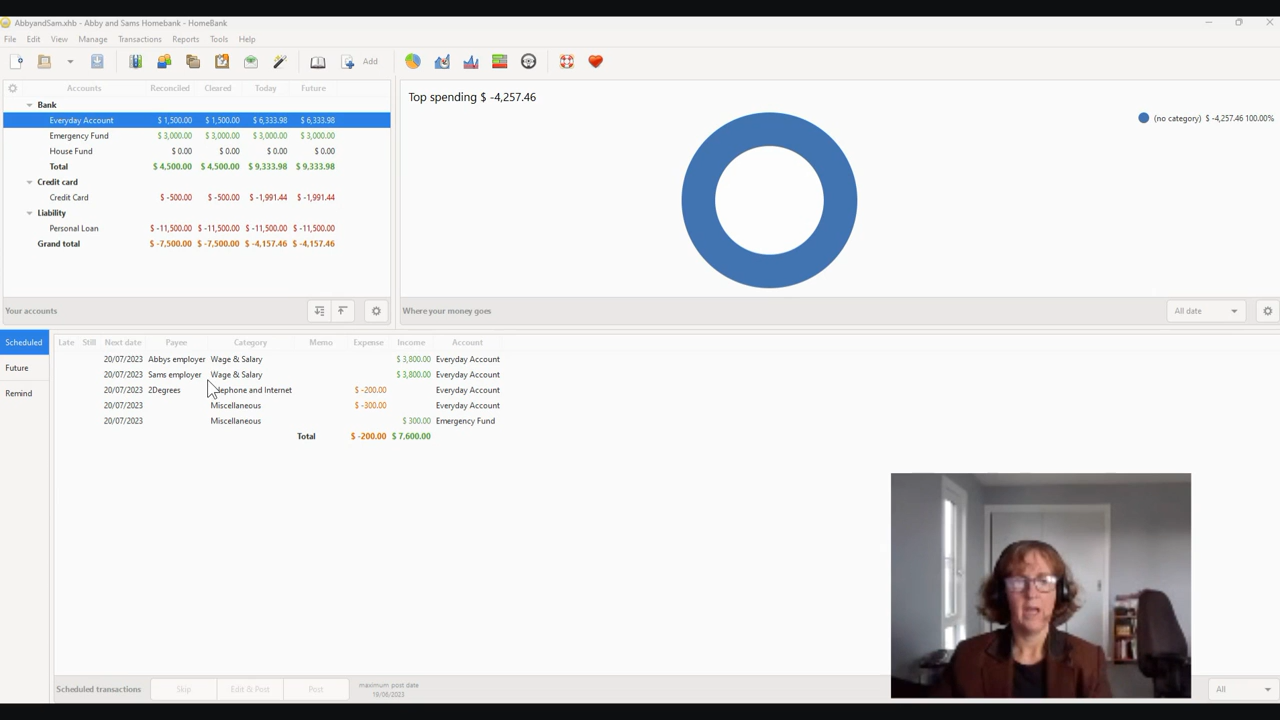 AbbyandSam.xhb - Abby and Sams Homebank - HomeBank
File Edit View Manage Transactions Reports Tools Help
Add
Accounts Reconciled Cleared Today Future
Bank
Everyday Account $ 1,500.00 $ 1,500.00 $ 6,333.98 $ 6,333.98
Emergency Fund $ 3,000.00 $ 3,000.00 $ 3,000.00 $ 3,000.00
House Fund $ 0.00 $ 0.00 $ 0.00 $ 0.00
Total $ 4,500.00 $ 4,500.00 $ 9,333.98 $ 9,333.98
Credit card
Credit Card $ -500.00 $ -500.00 $ -1,991.44 $ -1,991.44
Liability
Personal Loan $ -11,500.00 $ -11,500.00 $ -11,500.00 $ -11,500.00
Grand total $ -7,500.00 $ -7,500.00 $ -4,157.46 $ -4,157.46
Your accounts
Top spending $ -4,257.46
(no category) $ -4,257.46 100.00%
Where your money goes All date
Scheduled
Future
Remind
Late Still Next date Payee Category Memo Expense Income Account
20/07/2023 Abbys employer Wage & Salary $ 3,800.00 Everyday Account
20/07/2023 Sams employer Wage & Salary $ 3,800.00 Everyday Account
20/07/2023 2Degrees ephone and Internet $ -200.00 Everyday Account
20/07/2023 Miscellaneous $ -300.00 Everyday Account
20/07/2023 Miscellaneous $ 300.00 Emergency Fund
Total $ -200.00 $ 7,600.00
Scheduled transactions Skip Edit & Post Post
maximum post date
19/06/2023
All